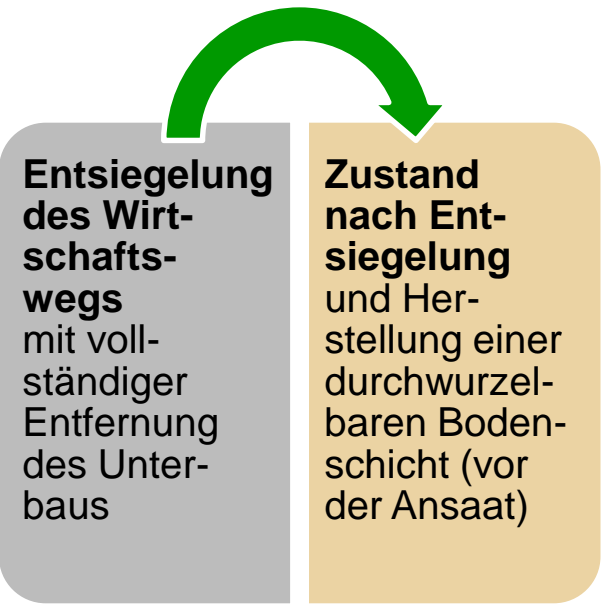 Entsiegelung
des Wirt-
schafts-
wegs
mit voll-
ständiger
Entfernung
des Unter-
baus
Zustand
nach Ent-
siegelung
und Her-
stellung einer
durchwurzel-
baren Boden-
schicht (vor
der Ansaat)